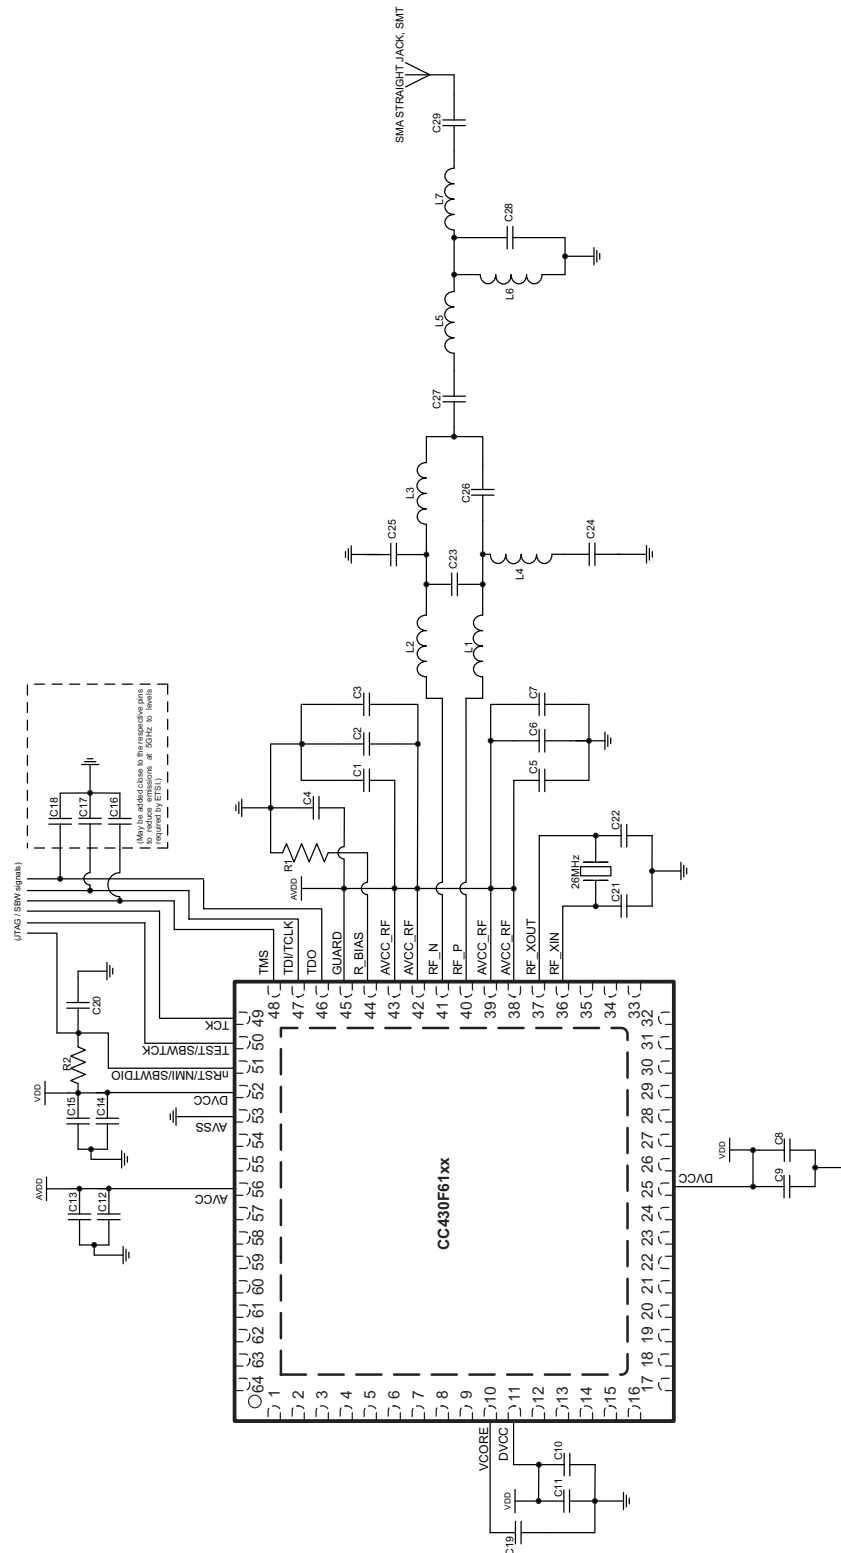 SMA STRAIGHT JACK, SMT
C29
L7
C28
L6
L5
C27
L3
C26
C25
C23
C24
L4
L2
L1
(May be added close to the respective pins
to reduce emissions at 5GHz to levels
required by ETSI.)
C18
C17
C16
C3
C2
C1
C4
R1
AVDD
C7
C6
C5
C22
26MHz
C21
(JTAG / SBW signals)
TMS
TDI/TCLK
TDO
GUARD
R_BIAS
AVCC_RF
AVCC_RF
RF_N
RF_P
AVCC_RF
AVCC_RF
RF_XOUT
RF_XIN
48
47
46
45
44
43
42
41
40
39
38
37
36
35
34
33
C20
R2
VDD
C15
C14
AVDD
C13
C12
TCK
TEST/SBWTCK
nRST/NMI/SBWTDIO
DVCC
AVSS
AVCC
49
50
51
52
53
54
55
56
57
58
59
60
61
62
63
64
CC430F61xx
32
31
30
29
28
27
26
25
24
23
22
21
20
19
18
17
DVCC
VDD
C8
C9
1
2
3
4
5
6
7
8
9
10
11
12
13
14
15
16
VCORE
DVCC
VDD
C10
C11
C19